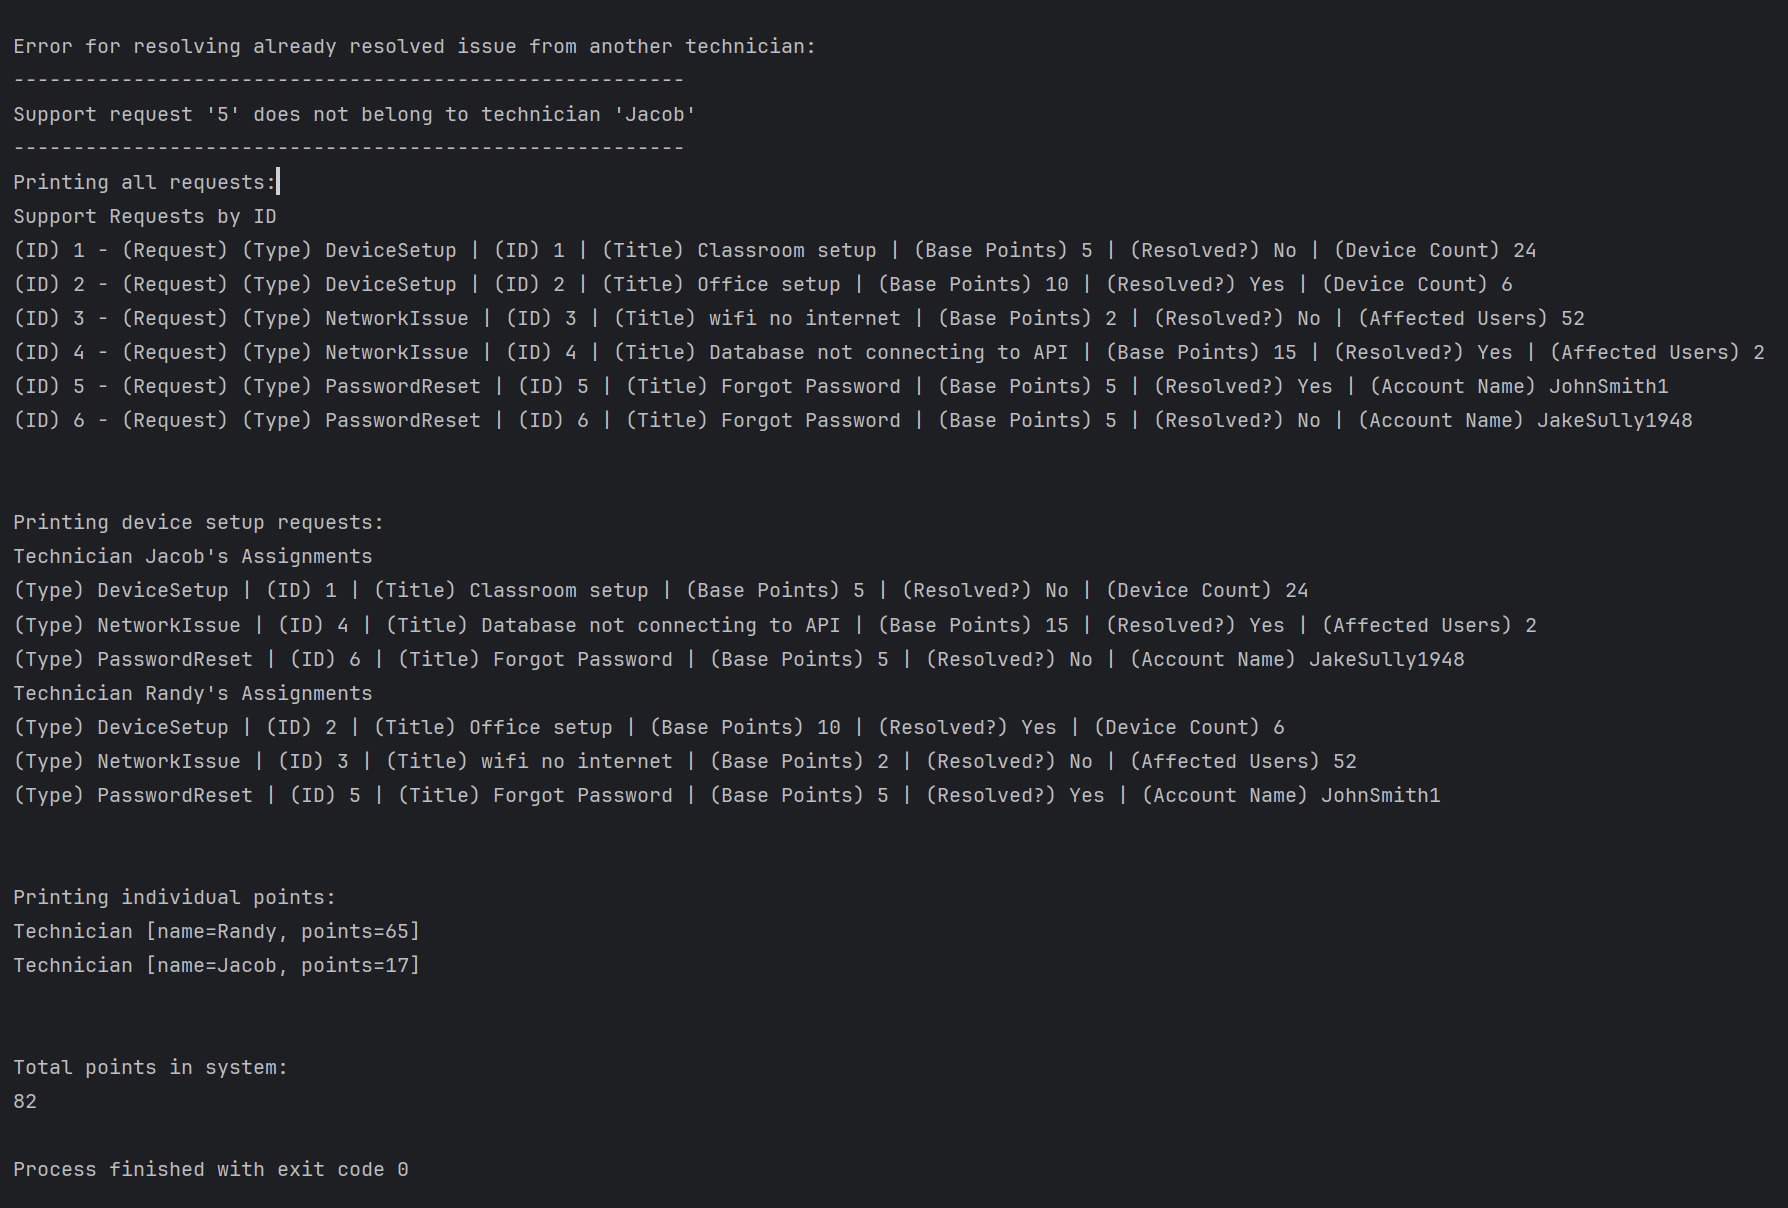 Error for resolving already resolved issue from another technician:
--------------------------------------------------------
Support request '5' does not belong to technician 'Jacob'
--------------------------------------------------------
Printing all requests:
Support Requests by ID
(ID) 1 - (Request) (Type) DeviceSetup | (ID) 1 | (Title) Classroom setup | (Base Points) 5 | (Resolved?) No | (Device Count) 24
(ID) 2 - (Request) (Type) DeviceSetup | (ID) 2 | (Title) Office setup | (Base Points) 10 | (Resolved?) Yes | (Device Count) 6
(ID) 3 - (Request) (Type) NetworkIssue | (ID) 3 | (Title) wifi no internet | (Base Points) 2 | (Resolved?) No | (Affected Users) 52
(ID) 4 - (Request) (Type) NetworkIssue | (ID) 4 | (Title) Database not connecting to API | (Base Points) 15 | (Resolved?) Yes | (Affected Users) 2
(ID) 5 - (Request) (Type) PasswordReset | (ID) 5 | (Title) Forgot Password | (Base Points) 5 | (Resolved?) Yes | (Account Name) JohnSmith1
(ID) 6 - (Request) (Type) PasswordReset | (ID) 6 | (Title) Forgot Password | (Base Points) 5 | (Resolved?) No | (Account Name) JakeSully1948
Printing device setup requests:
Technician Jacob's Assignments
(Type) DeviceSetup | (ID) 1 | (Title) Classroom setup | (Base Points) 5 | (Resolved?) No | (Device Count) 24
(Type) NetworkIssue | (ID) 4 | (Title) Database not connecting to API | (Base Points) 15 | (Resolved?) Yes | (Affected Users) 2
(Type) PasswordReset | (ID) 6 | (Title) Forgot Password | (Base Points) 5 | (Resolved?) No | (Account Name) JakeSully1948
Technician Randy's Assignments
(Type) DeviceSetup | (ID) 2 | (Title) Office setup | (Base Points) 10 | (Resolved?) Yes | (Device Count) 6
(Type) NetworkIssue | (ID) 3 | (Title) wifi no internet | (Base Points) 2 | (Resolved?) No | (Affected Users) 52
(Type) PasswordReset | (ID) 5 | (Title) Forgot Password | (Base Points) 5 | (Resolved?) Yes | (Account Name) JohnSmith1
Printing individual points:
Technician [name=Randy, points=65]
Technician [name=Jacob, points=17]
Total points in system:
82
Process finished with exit code 0